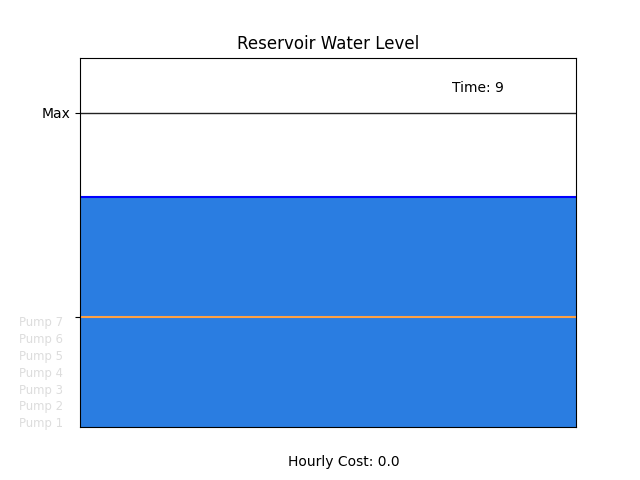 Reservoir Water Level
Time: 9
Max
Pump 7
Pump 6
Pump 5
Pump 4
Pump 3
Pump 2
Pump 1
Hourly Cost: 0.0